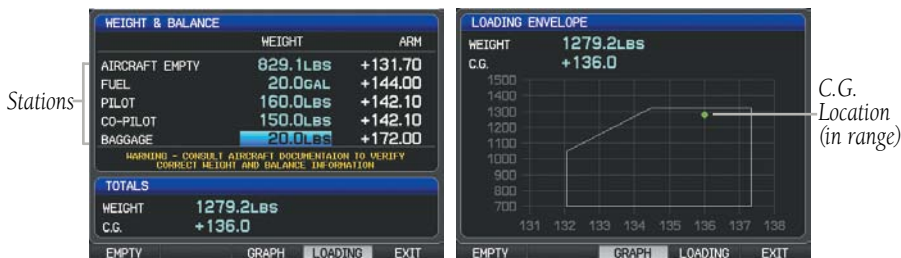 Stations
WEIGHT & BALANCE
WEIGHT ARM
AIRCRAFT EMPTY 829.1LBS +131.70
FUEL 20.0GAL +144.00
PILOT 160.0LBS +142.10
CO-PILOT 150.0LBS +142.10
BAGGAGE 20.0LBS +172.00
WARNING - CONSULT AIRCRAFT DOCUMENTAION TO VERIFY
CORRECT WEIGHT AND BALANCE INFORMATION
TOTALS
WEIGHT 1279.2LBS
C.G. +136.0
EMPTY GRAPH LOADING EXIT
LOADING ENVELOPE
WEIGHT 1279.2LBS
C.G. +136.0
1500
1400
1300
1200
1100
1000
900
800
700
131 132 133 134 135 136 137 138
EMPTY GRAPH LOADING EXIT
C.G.
Location
(in range)